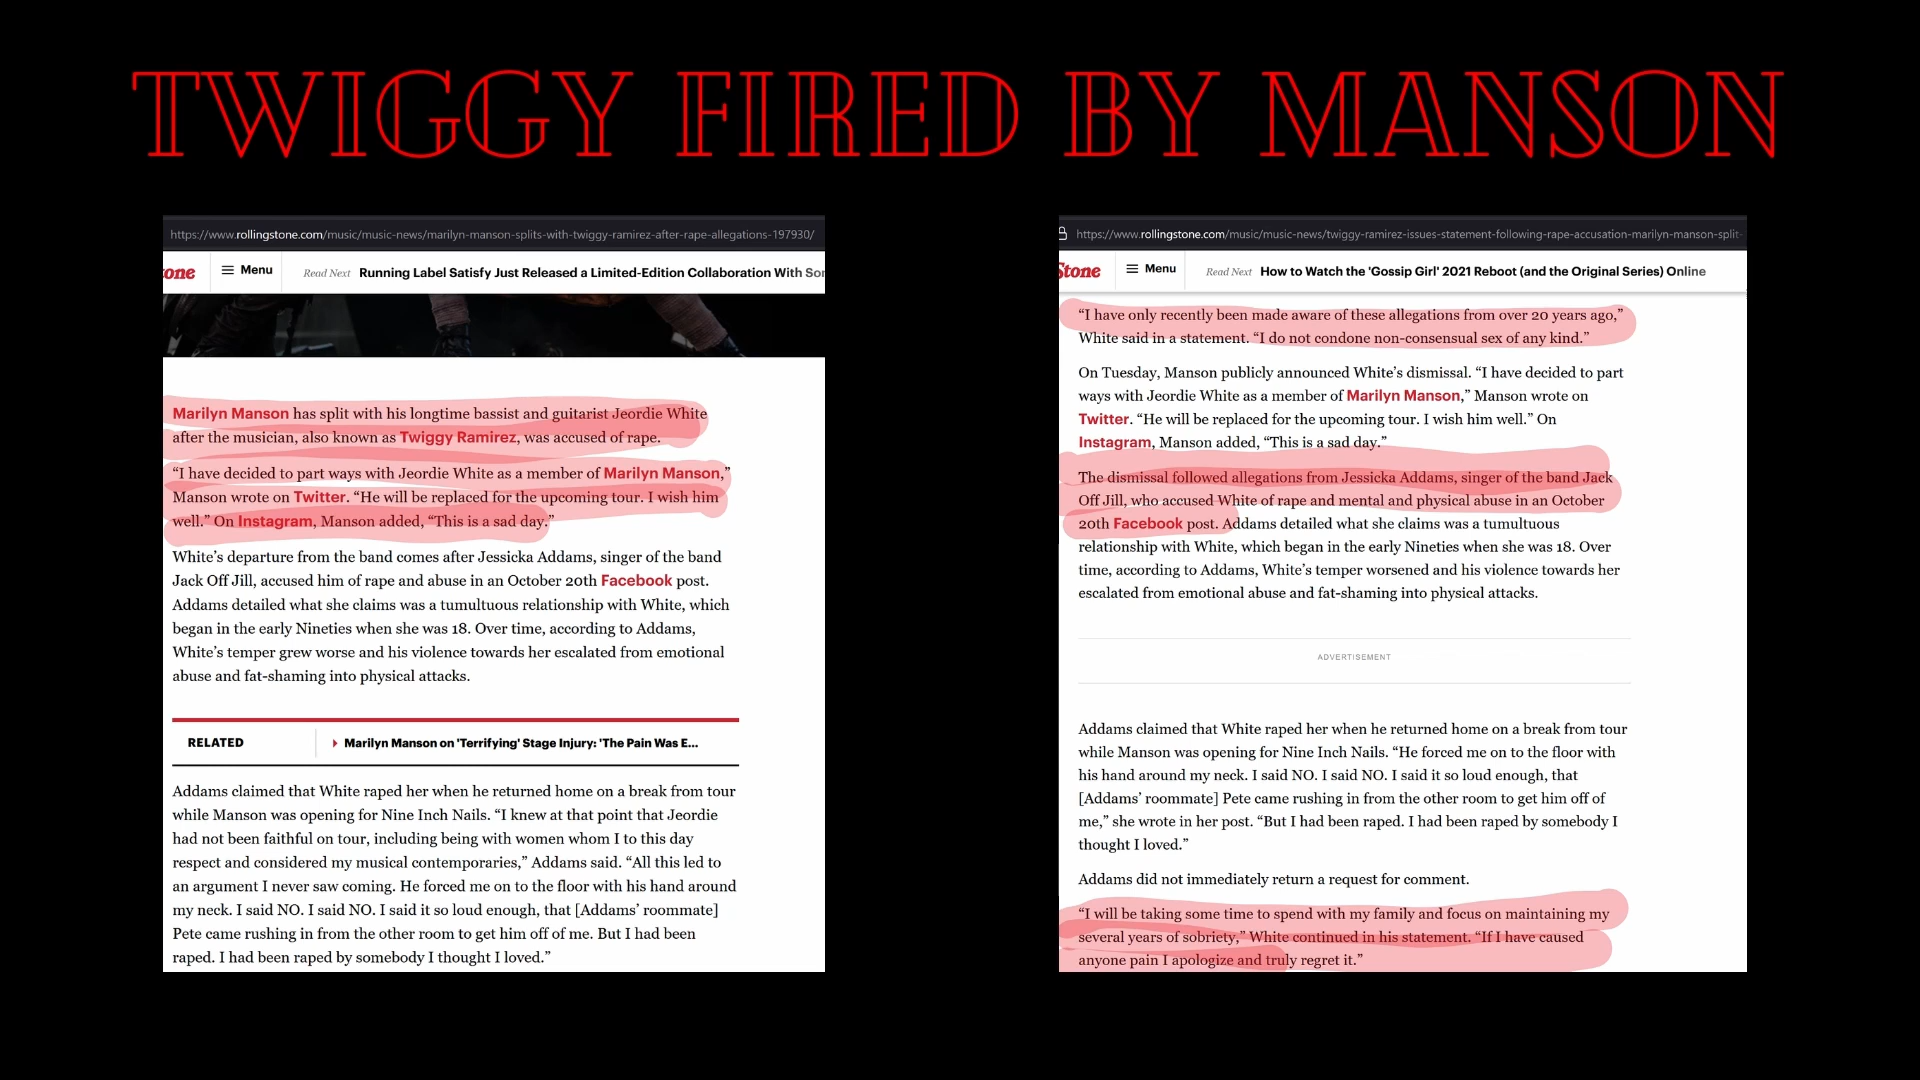 TWIGGY FIRED BY MANSON
https://www.rollingstone.com/music/music-news/marilyn-manson-splits-with-twiggy-ramirez-after-rape-allegations-197930/
one Menu Read Next Running Label Satisfy Just Released a Limited-Edition Collaboration With Sor
Marilyn Manson has split with his longtime bassist and guitarist Jeordie White
after the musician, also known as Twiggy Ramirez, was accused of rape.
“I have decided to part ways with Jeordie White as a member of Marilyn Manson,”
Manson wrote on Twitter. “He will be replaced for the upcoming tour. I wish him
well.” On Instagram, Manson added, “This is a sad day.”
White’s departure from the band comes after Jessicka Addams, singer of the band
Jack Off Jill, accused him of rape and abuse in an October 20th Facebook post.
Addams detailed what she claims was a tumultuous relationship with White, which
began in the early Nineties when she was 18. Over time, according to Addams,
White’s temper grew worse and his violence towards her escalated from emotional
abuse and fat-shaming into physical attacks.
RELATED Marilyn Manson on 'Terrifying' Stage Injury: 'The Pain Was E...
Addams claimed that White raped her when he returned home on a break from tour
while Manson was opening for Nine Inch Nails. “I knew at that point that Jeordie
had not been faithful on tour, including being with women whom I to this day
respect and considered my musical contemporaries,” Addams said. “All this led to
an argument I never saw coming. He forced me on to the floor with his hand around
my neck. I said NO. I said NO. I said it so loud enough, that [Addams’ roommate]
Pete came rushing in from the other room to get him off of me. But I had been
raped. I had been raped by somebody I thought I loved.”
https://www.rollingstone.com/music/music-news/twiggy-ramirez-issues-statement-following-rape-accusation-marilyn-manson-split-
Stone Menu Read Next How to Watch the 'Gossip Girl' 2021 Reboot (and the Original Series) Online
“I have only recently been made aware of these allegations from over 20 years ago,”
White said in a statement. “I do not condone non-consensual sex of any kind.”
On Tuesday, Manson publicly announced White’s dismissal. “I have decided to part
ways with Jeordie White as a member of Marilyn Manson,” Manson wrote on
Twitter. “He will be replaced for the upcoming tour. I wish him well.” On
Instagram, Manson added, “This is a sad day.”
The dismissal followed allegations from Jessicka Addams, singer of the band Jack
Off Jill, who accused White of rape and mental and physical abuse in an October
20th Facebook post. Addams detailed what she claims was a tumultuous
relationship with White, which began in the early Nineties when she was 18. Over
time, according to Addams, White’s temper worsened and his violence towards her
escalated from emotional abuse and fat-shaming into physical attacks.
ADVERTISEMENT
Addams claimed that White raped her when he returned home on a break from tour
while Manson was opening for Nine Inch Nails. “He forced me on to the floor with
his hand around my neck. I said NO. I said NO. I said it so loud enough, that
[Addams’ roommate] Pete came rushing in from the other room to get him off of
me,” she wrote in her post. “But I had been raped. I had been raped by somebody I
thought I loved.”
Addams did not immediately return a request for comment.
“I will be taking some time to spend with my family and focus on maintaining my
several years of sobriety,” White continued in his statement. “If I have caused
anyone pain I apologize and truly regret it.”